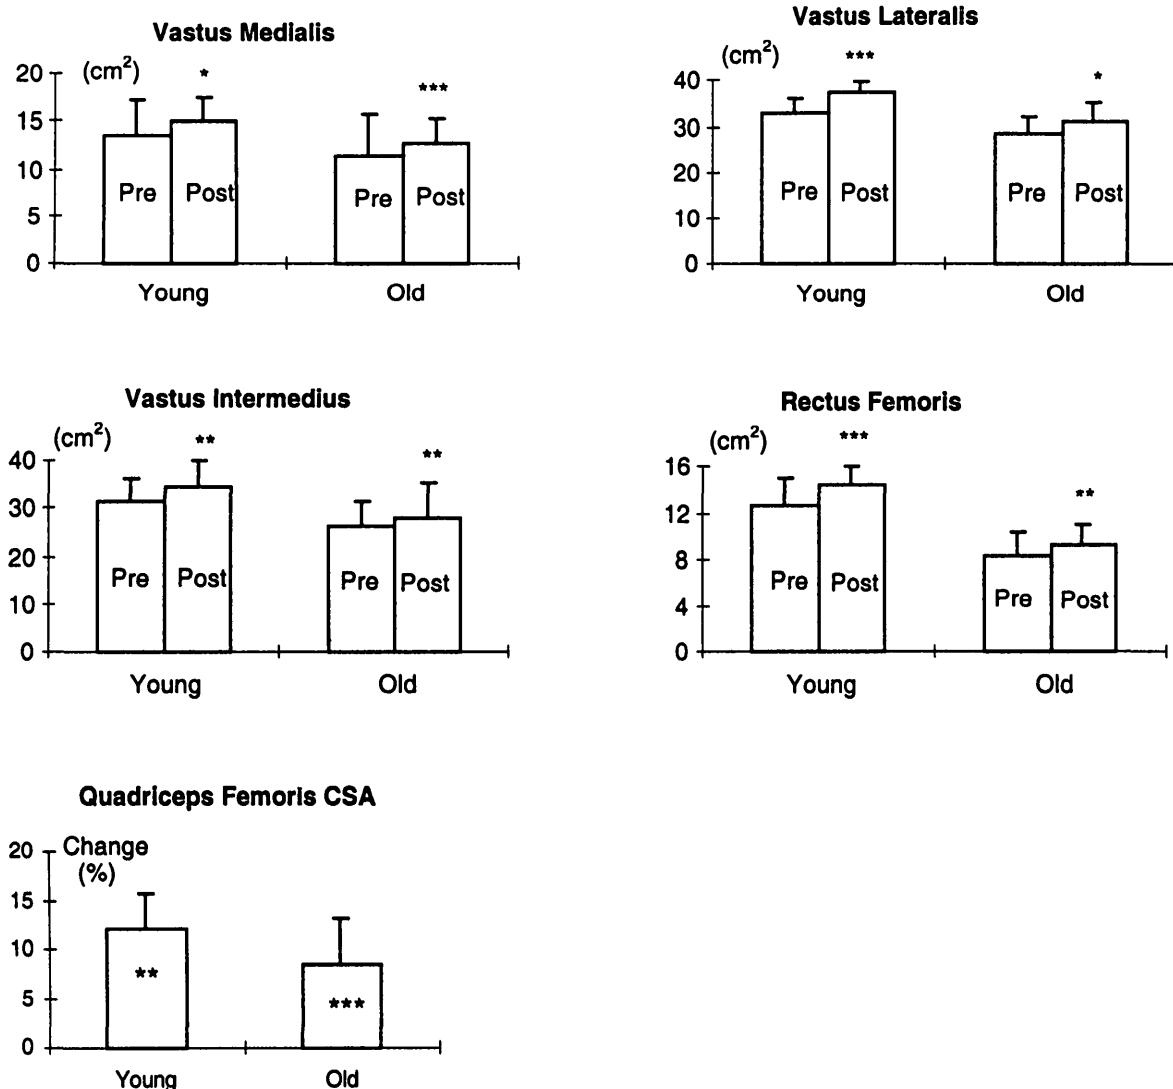 Vastus Medialis
(cm²)
20
15
10
5
0
*
***
Pre
Post
Pre
Post
Young
Old
Vastus Lateralis
(cm²)
40
30
20
10
0
***
*
Pre
Post
Pre
Post
Young
Old
Vastus Intermedius
(cm²)
40
30
20
10
0
**
**
Pre
Post
Pre
Post
Young
Old
Rectus Femoris
(cm²)
16
12
8
4
0
***
**
Pre
Post
Pre
Post
Young
Old
Quadriceps Femoris CSA
Change
(%)
20
15
10
5
0
**
***
Young
Old